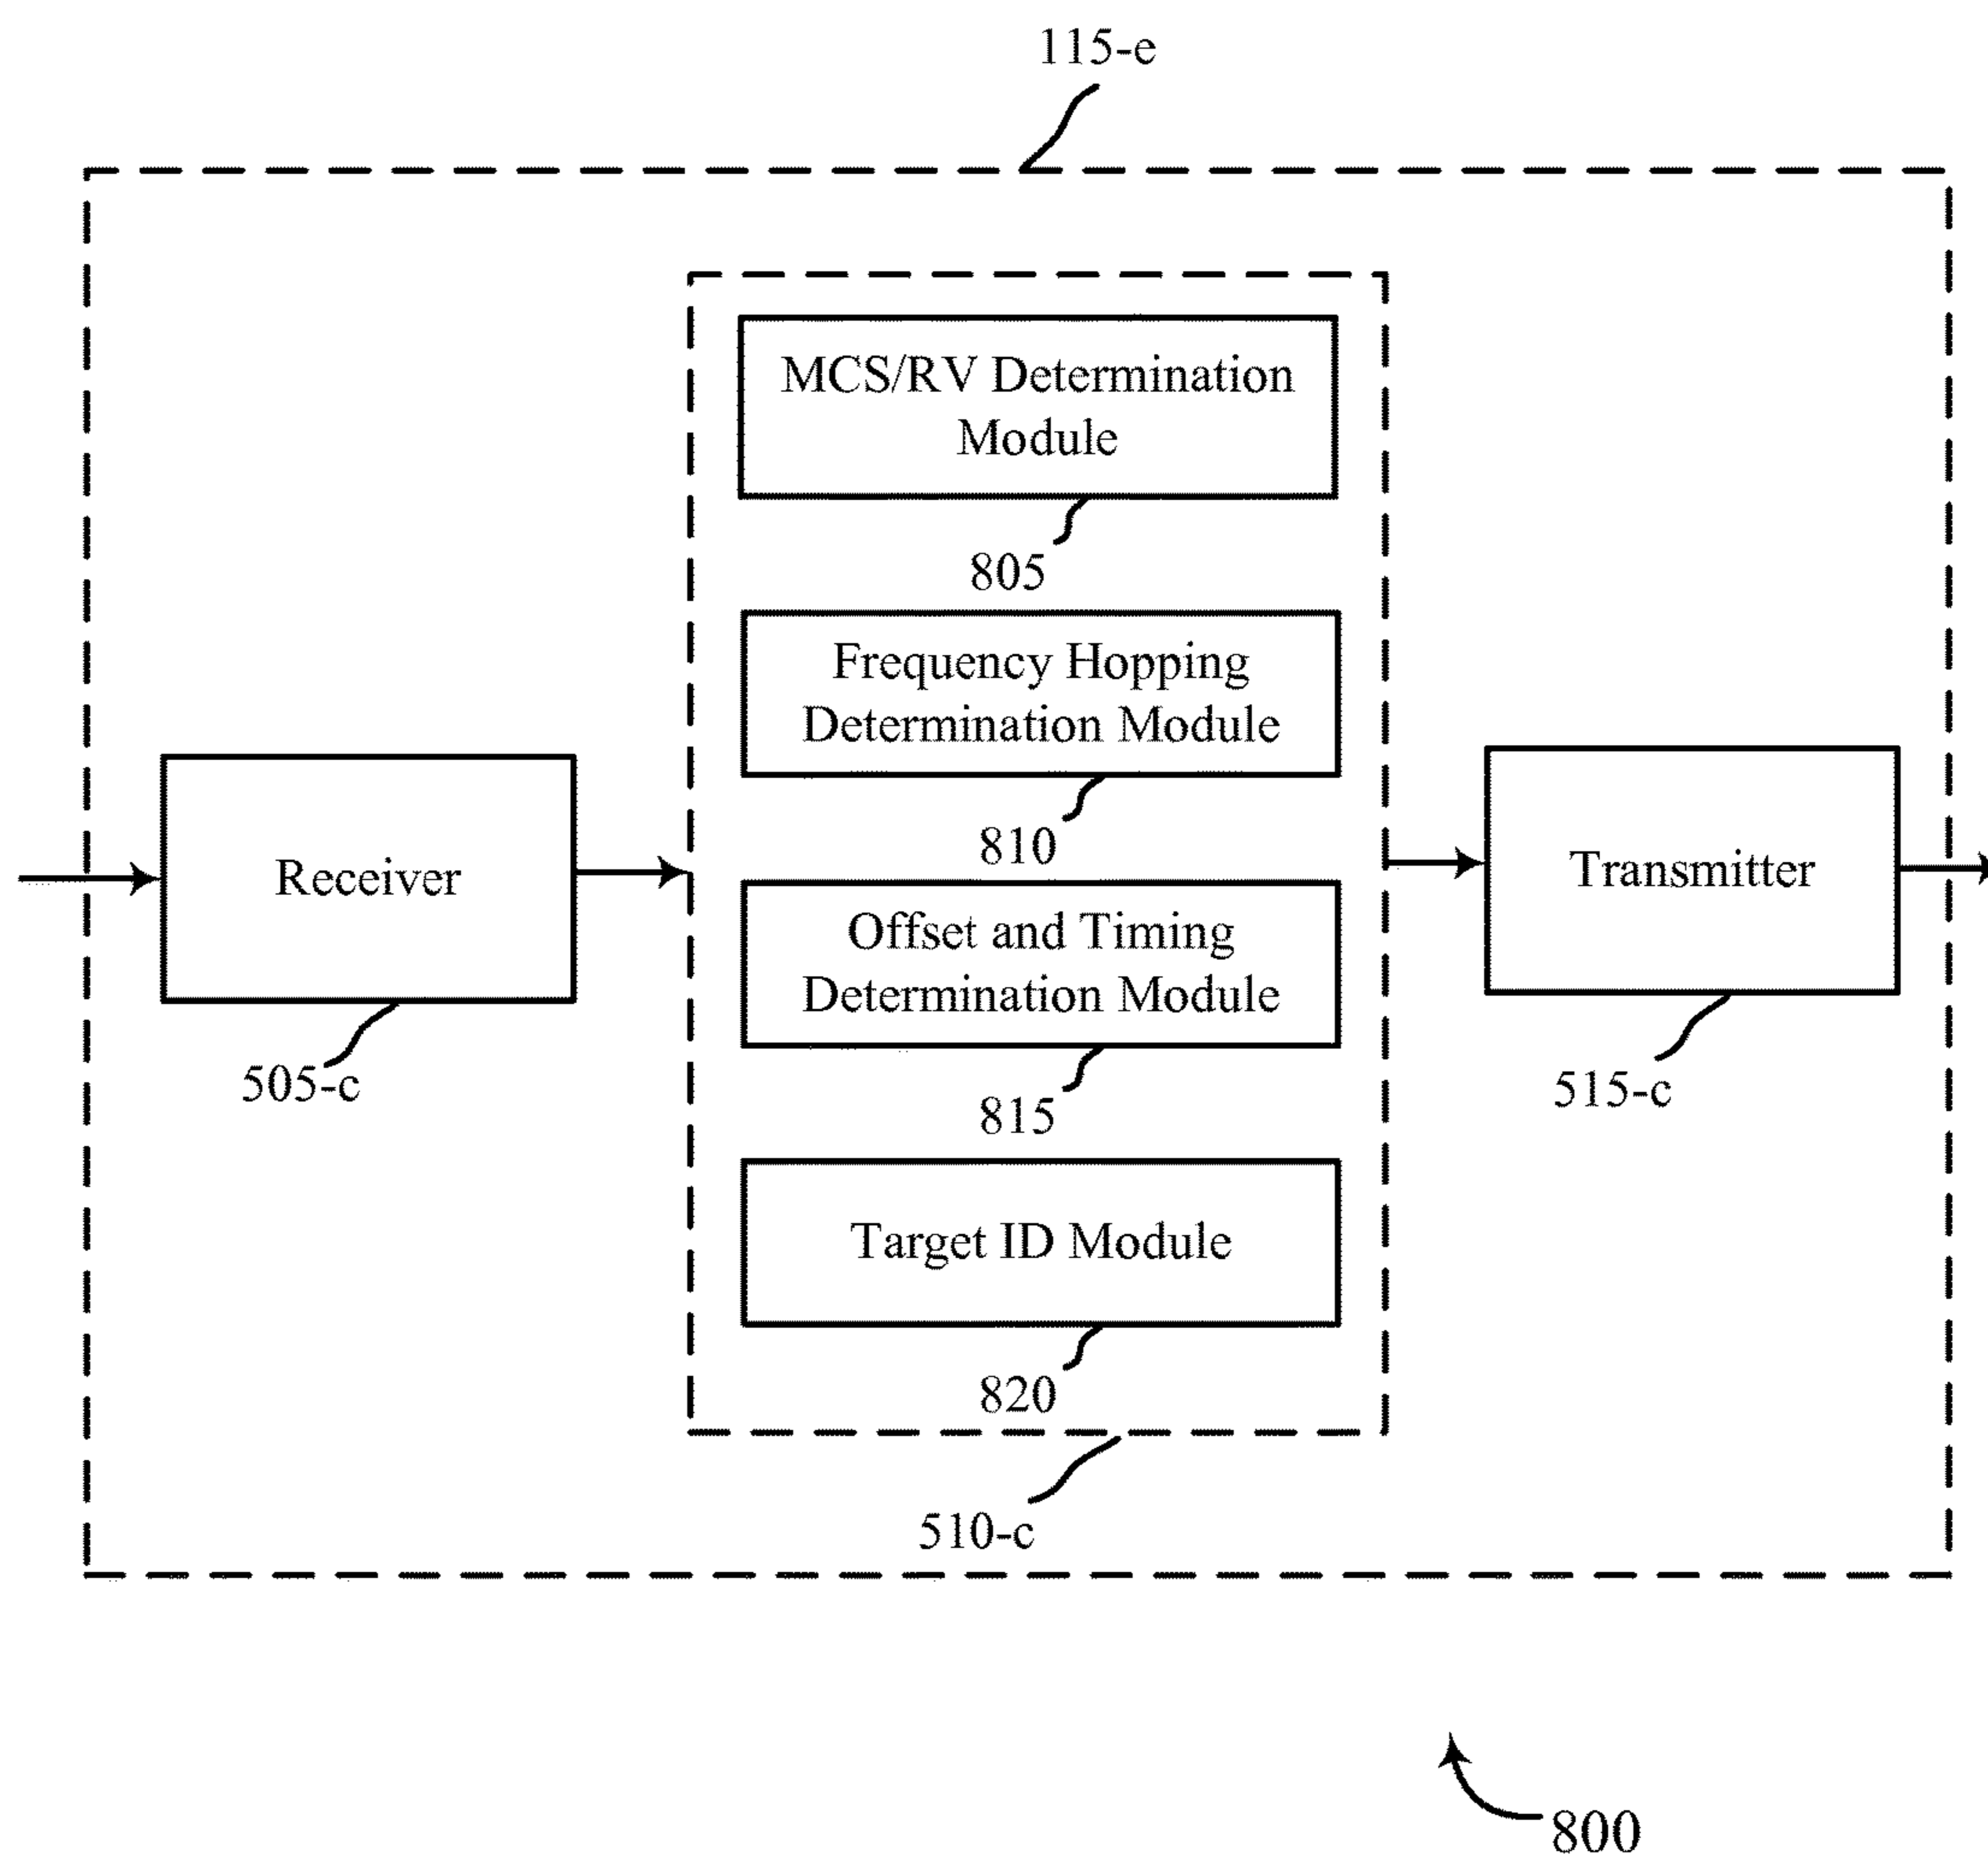 115-e
MCS/RV Determination
Module
805
Frequency Hopping
Determination Module
810
Receiver
505-c
Offset and Timing
Determination Module
815
Transmitter
515-c
Target ID Module
820
510-c
800